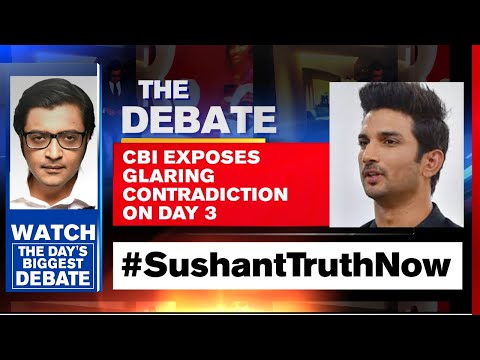 THE
DEBATE
CBI EXPOSES
GLARING
CONTRADICTION
ON DAY 3
WATCH
THE DAY'S
BIGGEST
DEBATE
#SushantTruthNow